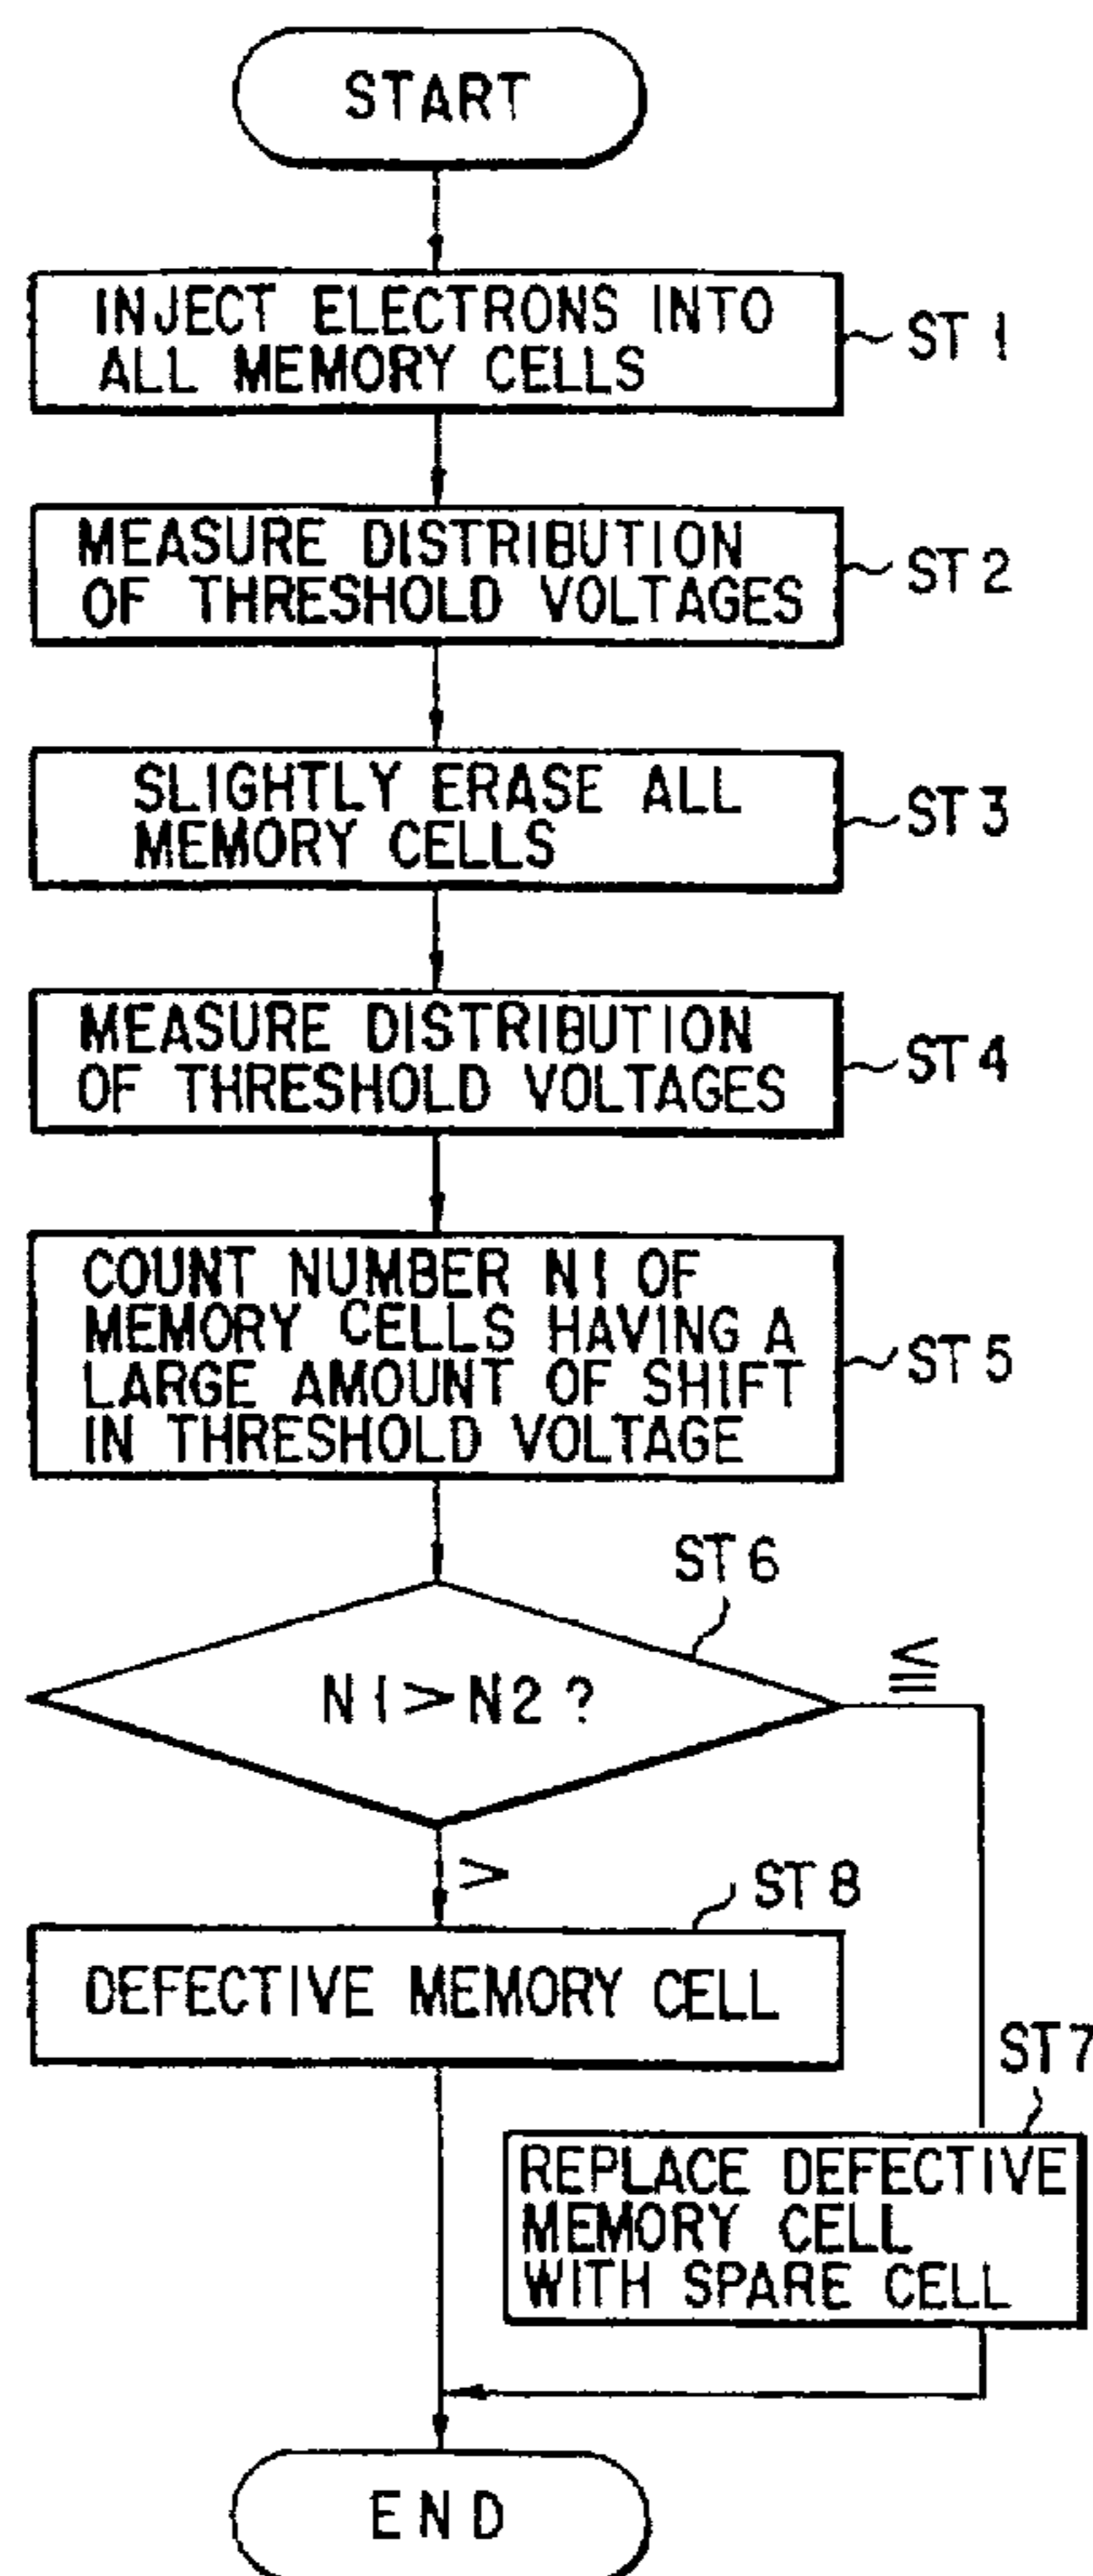 START
INJECT ELECTRONS INTO
ALL MEMORY CELLS
ST 1
MEASURE DISTRIBUTION
OF THRESHOLD VOLTAGES
ST 2
SLIGHTLY ERASE ALL
MEMORY CELLS
ST 3
MEASURE DISTRIBUTION
OF THRESHOLD VOLTAGES
ST 4
COUNT NUMBER N1 OF
MEMORY CELLS HAVING A
LARGE AMOUNT OF SHIFT
IN THRESHOLD VOLTAGE
ST 5
ST 6
N1>N2?
≦
>
ST 8
DEFECTIVE MEMORY CELL
ST 7
REPLACE DEFECTIVE
MEMORY CELL
WITH SPARE CELL
END